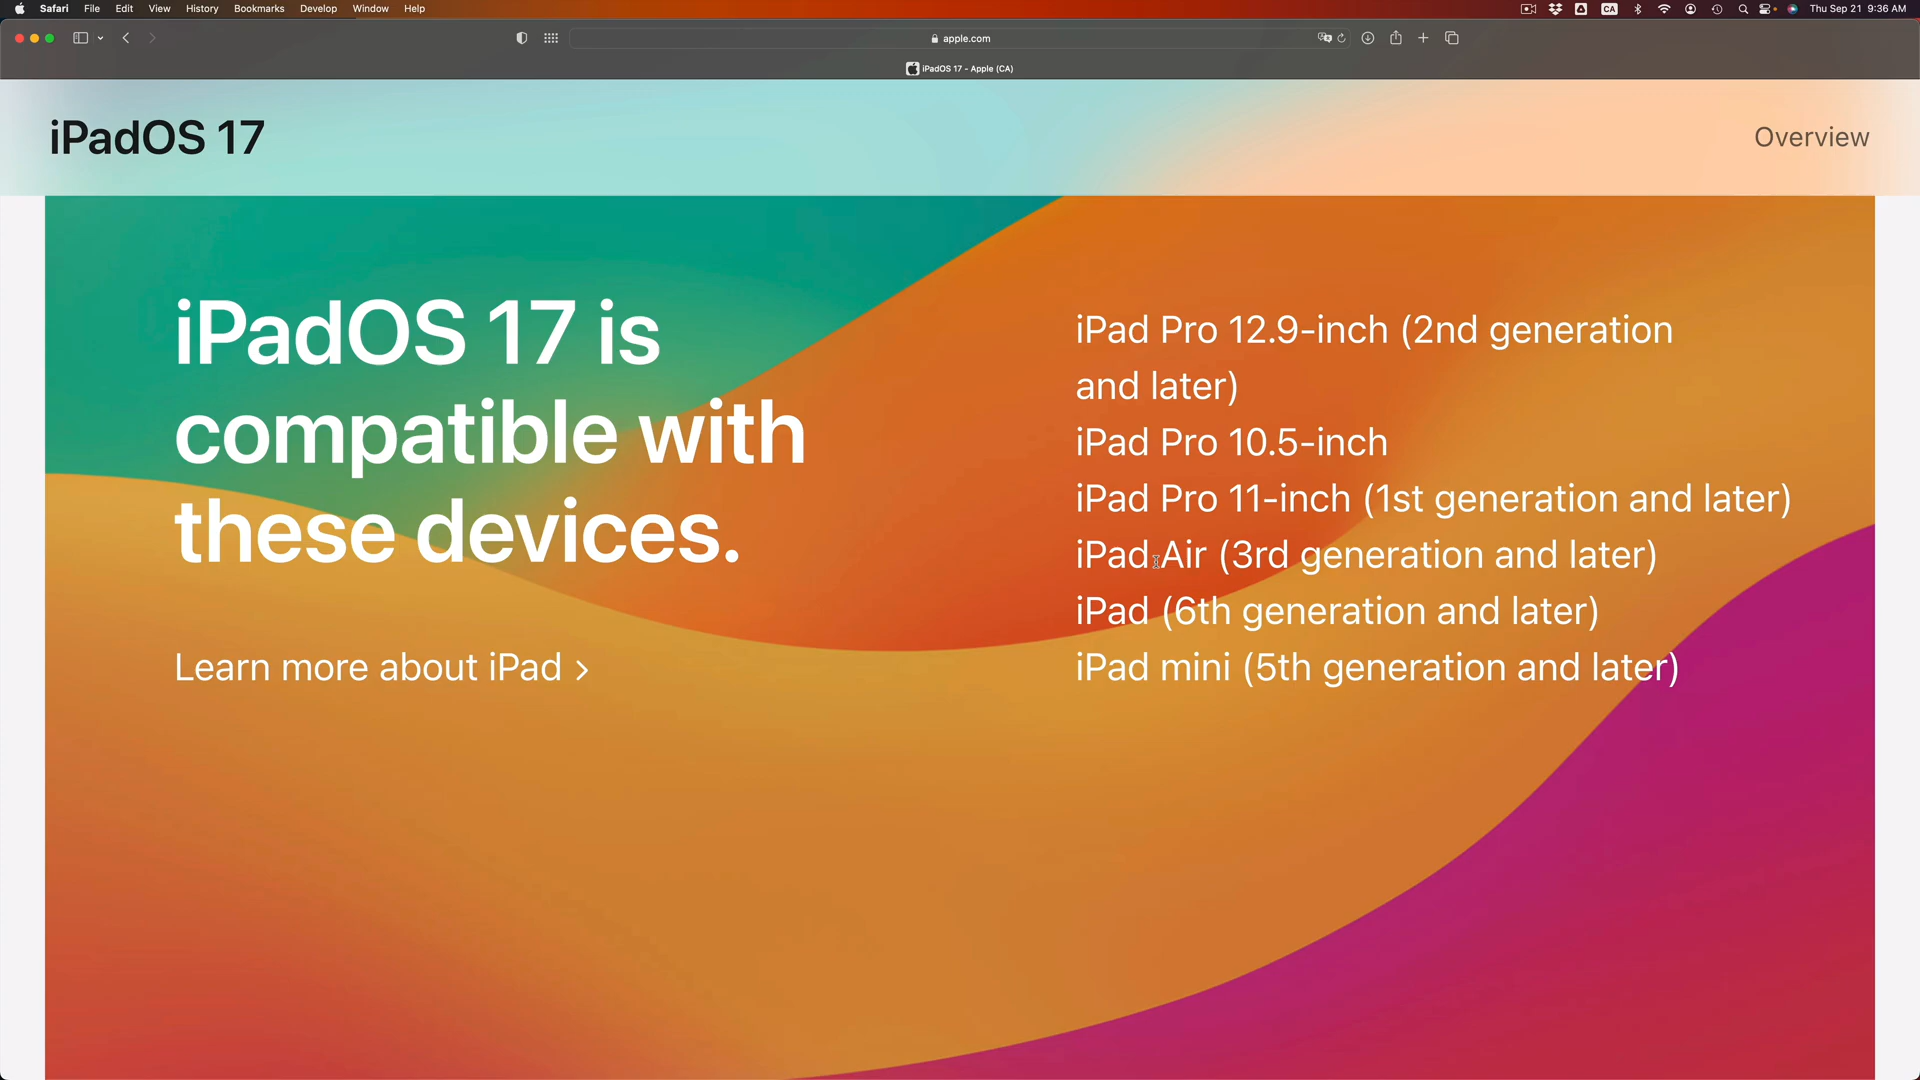 Safari File Edit View History Bookmarks Develop Window Help
CA
Thu Sep 21 9:36 AM
apple.com
iPadOS 17 - Apple (CA)
iPadOS 17
Overview
iPadOS 17 is
compatible with
these devices.
Learn more about iPad >
iPad Pro 12.9-inch (2nd generation
and later)
iPad Pro 10.5-inch
iPad Pro 11-inch (1st generation and later)
iPad Air (3rd generation and later)
iPad (6th generation and later)
iPad mini (5th generation and later)